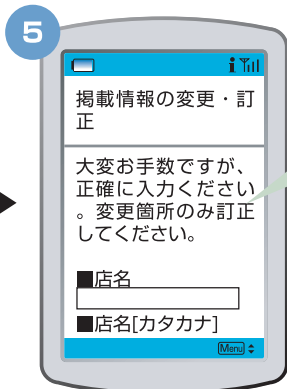 5
掲載情報の変更・訂
正
大変お手数ですが、
正確に入力ください
。変更箇所のみ訂正
してください。
■店名
■店名[カタカナ]
Menu